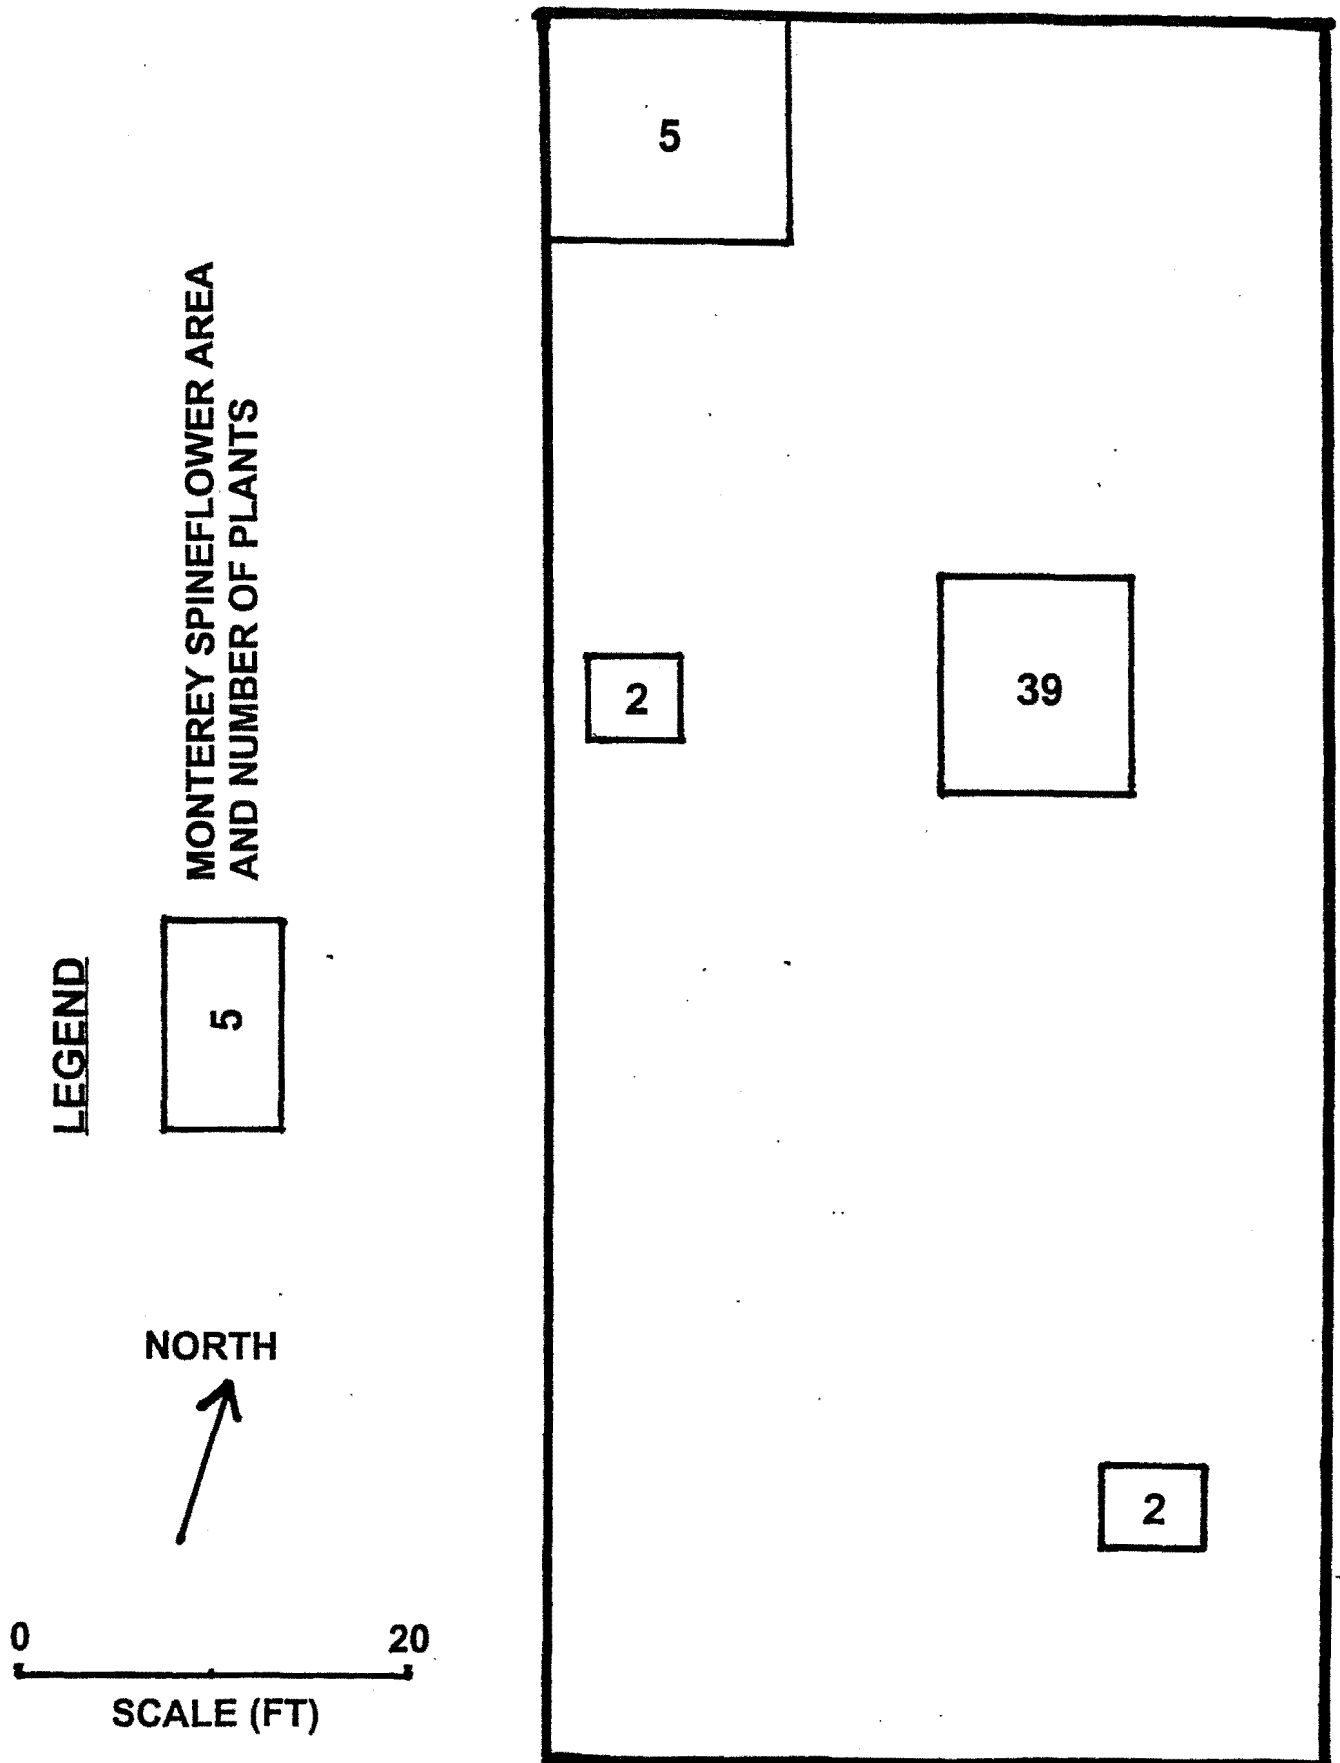 LEGEND
5
MONTEREY SPINEFLOWER AREA
AND NUMBER OF PLANTS
NORTH
0 20
SCALE (FT)
5
2
39
2